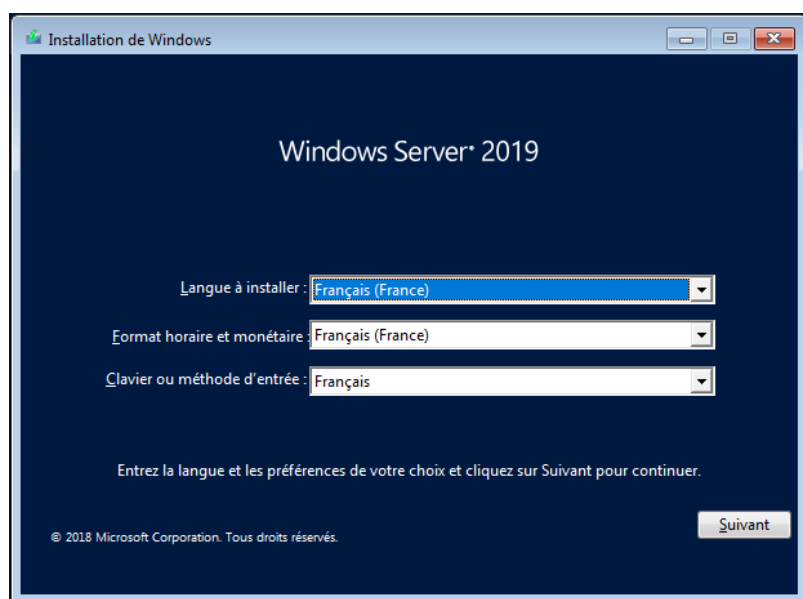 Installation de Windows
Windows Server® 2019
Langue à installer : Français (France)
Format horaire et monétaire : Français (France)
Clavier ou méthode d'entrée : Français
Entrez la langue et les préférences de votre choix et cliquez sur Suivant pour continuer.
Suivant
© 2018 Microsoft Corporation. Tous droits réservés.